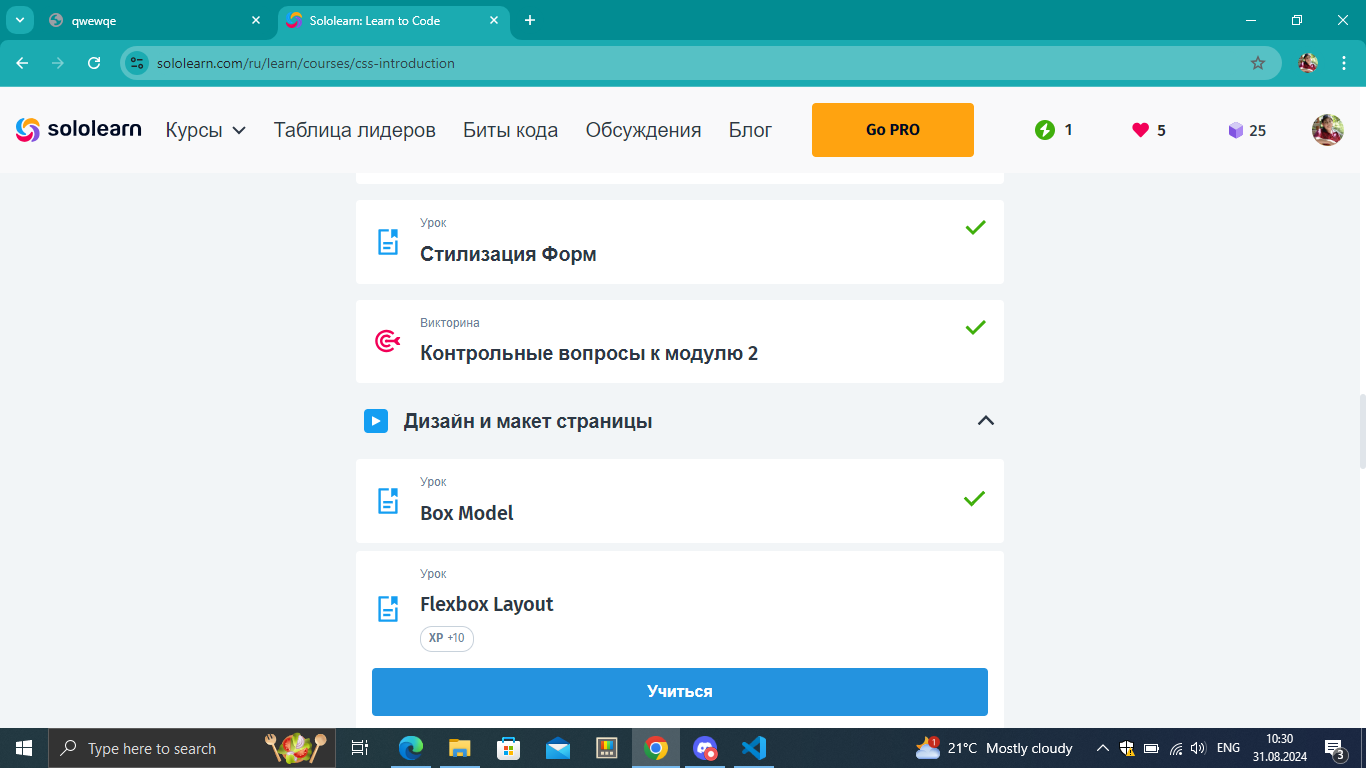 qwewqe
Sololearn: Learn to Code
sololearn.com/ru/learn/courses/css-introduction
sololearn
Курсы
Таблица лидеров
Биты кода
Обсуждения
Блог
Go PRO
1
5
25
Урок
Стилизация Форм
Викторина
Контрольные вопросы к модулю 2
Дизайн и макет страницы
Урок
Box Model
Урок
Flexbox Layout
XP +10
Учиться
Type here to search
1
21°C Mostly cloudy
ENG
10:30
31.08.2024
3